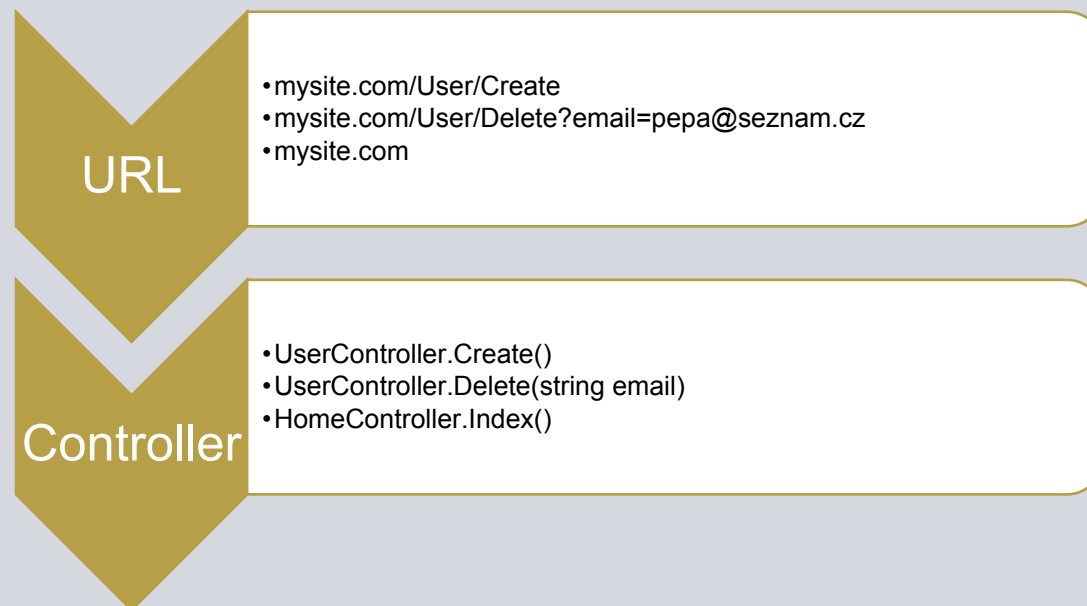 URL
•mysite.com/User/Create
•mysite.com/User/Delete?email=pepa@seznam.cz
•mysite.com
Controller
•UserController.Create()
•UserController.Delete(string email)
•HomeController.Index()